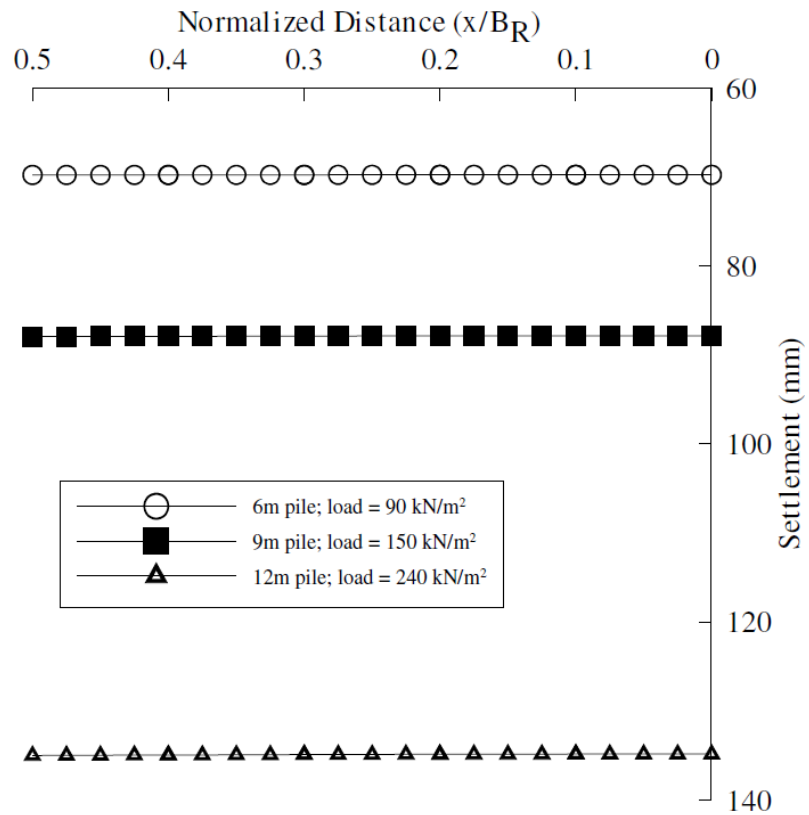 Normalized Distance (x/B_R)
0.5 0.4 0.3 0.2 0.1 0
60
80
100
120
140
Settlement (mm)
6m pile; load = 90 kN/m²
9m pile; load = 150 kN/m²
12m pile; load = 240 kN/m²